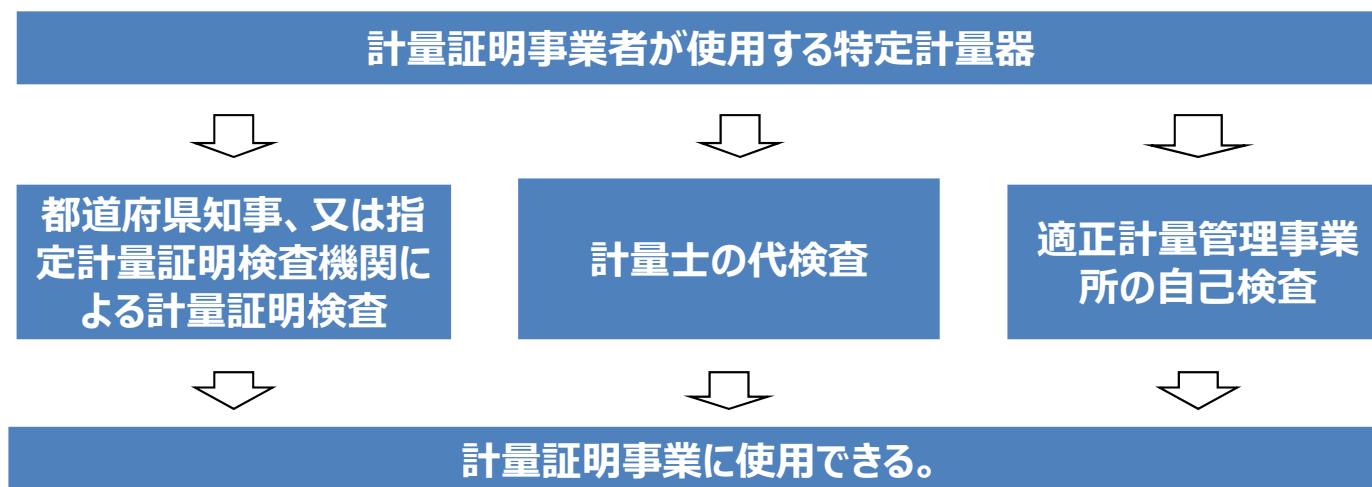 計量証明事業者が使用する特定計量器
都道府県知事、又は指
定計量証明検査機関に
よる計量証明検査
計量士の代検査
適正計量管理事業
所の自己検査
計量証明事業に使用できる。